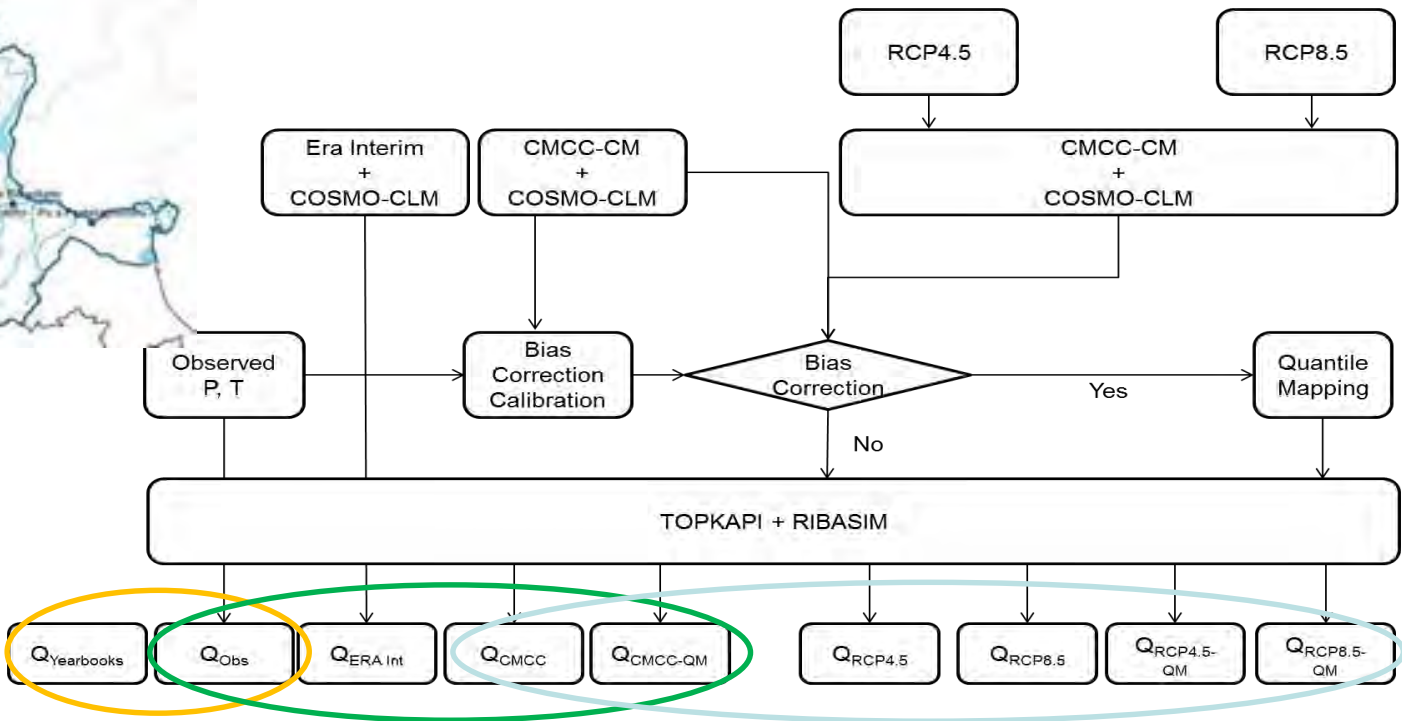 RCP4.5
RCP8.5
Era Interim
+
COSMO-CLM
CMCC-CM
+
COSMO-CLM
CMCC-CM
+
COSMO-CLM
Observed
P, T
Bias
Correction
Calibration
Bias
Correction
Yes
Quantile
Mapping
No
TOPKAPI + RIBASIM
QYearbooks
QObs
QERA Int
QCMCC
QCMCC-QM
QRCP4.5
QRCP8.5
QRCP4.5-
QM
QRCP8.5-
QM